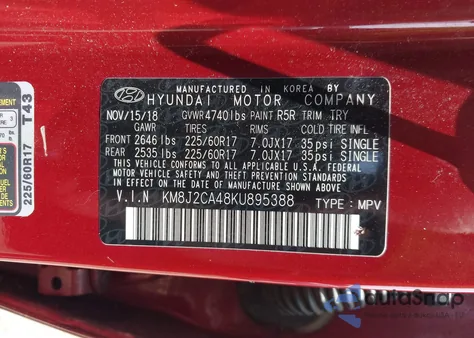 MANUFACTURED IN KOREA BY
HYUNDAI MOTOR COMPANY
NOV/15/18 GVWR 4740lbs PAINT R5R TRIM TRY
GAWR TIRES RIMS COLD TIRE INF
FRONT 2646lbs 225/60R17 7.0JX17 35psi SINGLE
REAR 2535lbs 225/60R17 7.0JX17 35psi SINGLE
THIS VEHICLE CONFORMS TO ALL APPLICABLE U.S.A. FEDERAL
MOTOR VEHICLE SAFETY
THEFT PREVENTION STANDARDS IN EFFECT ON
THE DATE OF MANUFACTURE SHOWN ABOVE.
V.I.N KM8J2CA48KU895388 TYPE : MPV
225/60R17 T43
AutoSnap